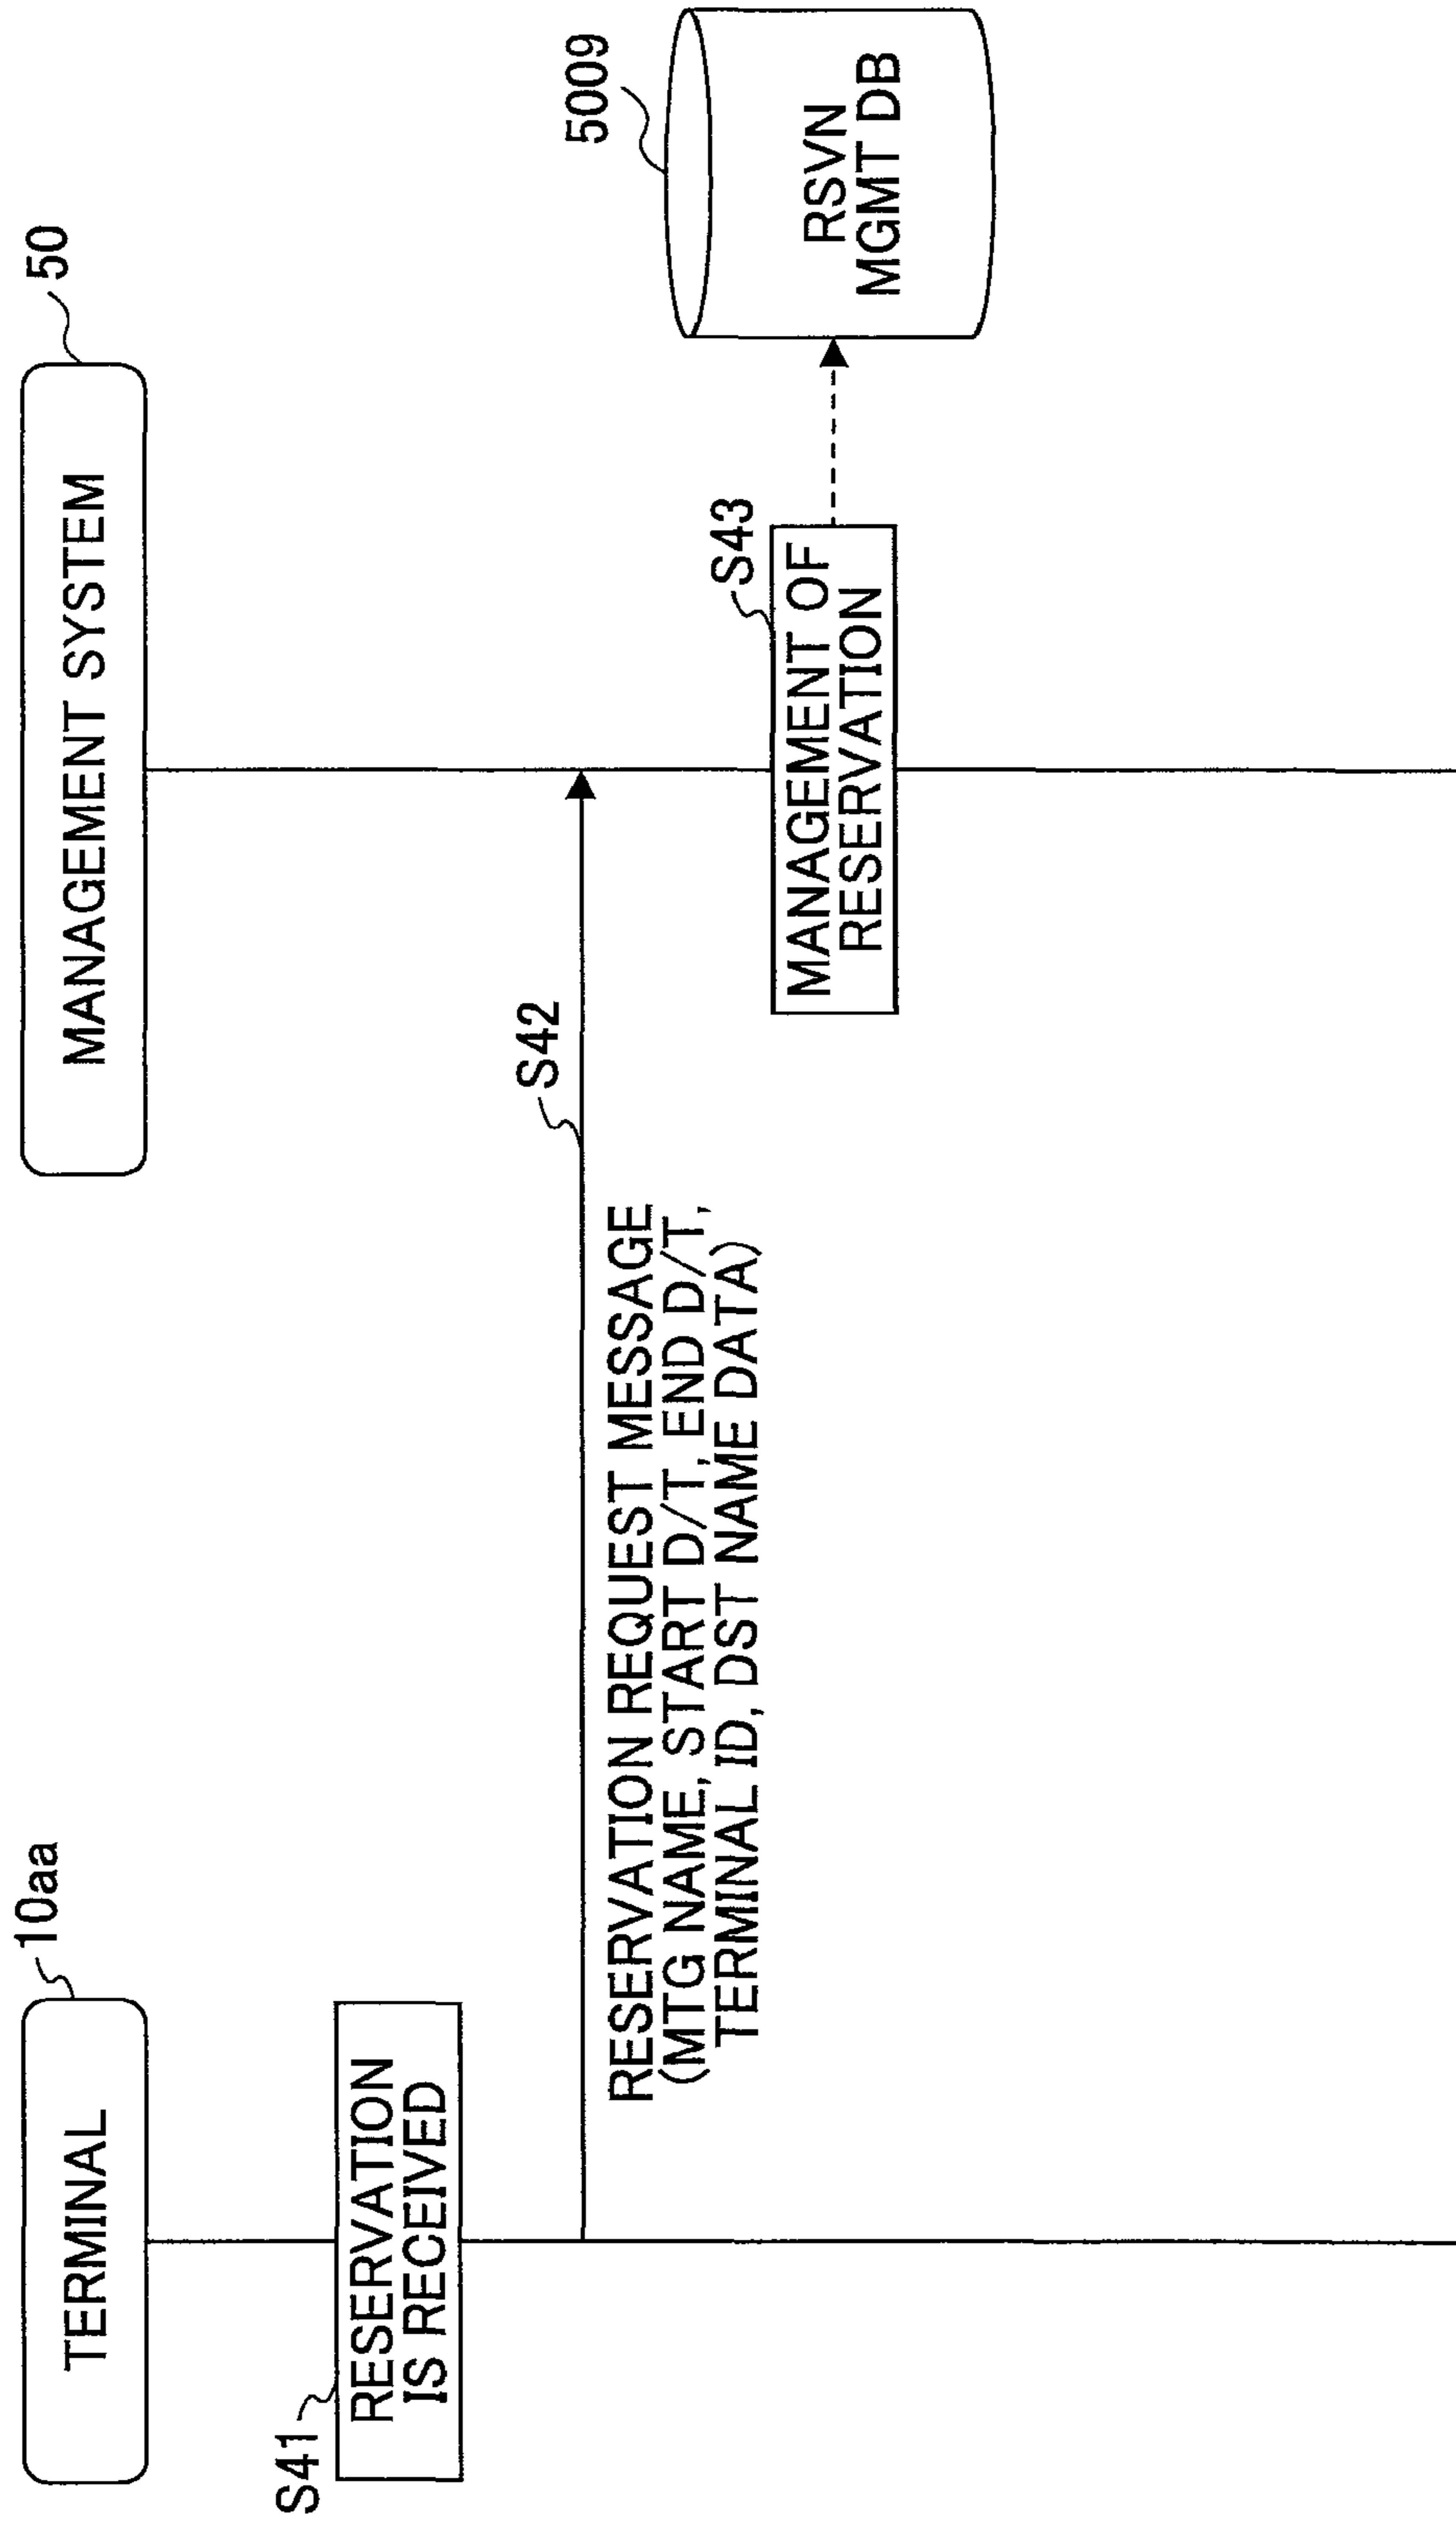 TERMINAL
10aa
MANAGEMENT SYSTEM
50
S41
RESERVATION
IS RECEIVED
S42
RESERVATION REQUEST MESSAGE
(MTG NAME, START D/T, END D/T,
TERMINAL ID, DST NAME DATA)
S43
MANAGEMENT OF
RESERVATION
5009
RSVN
MGMT DB